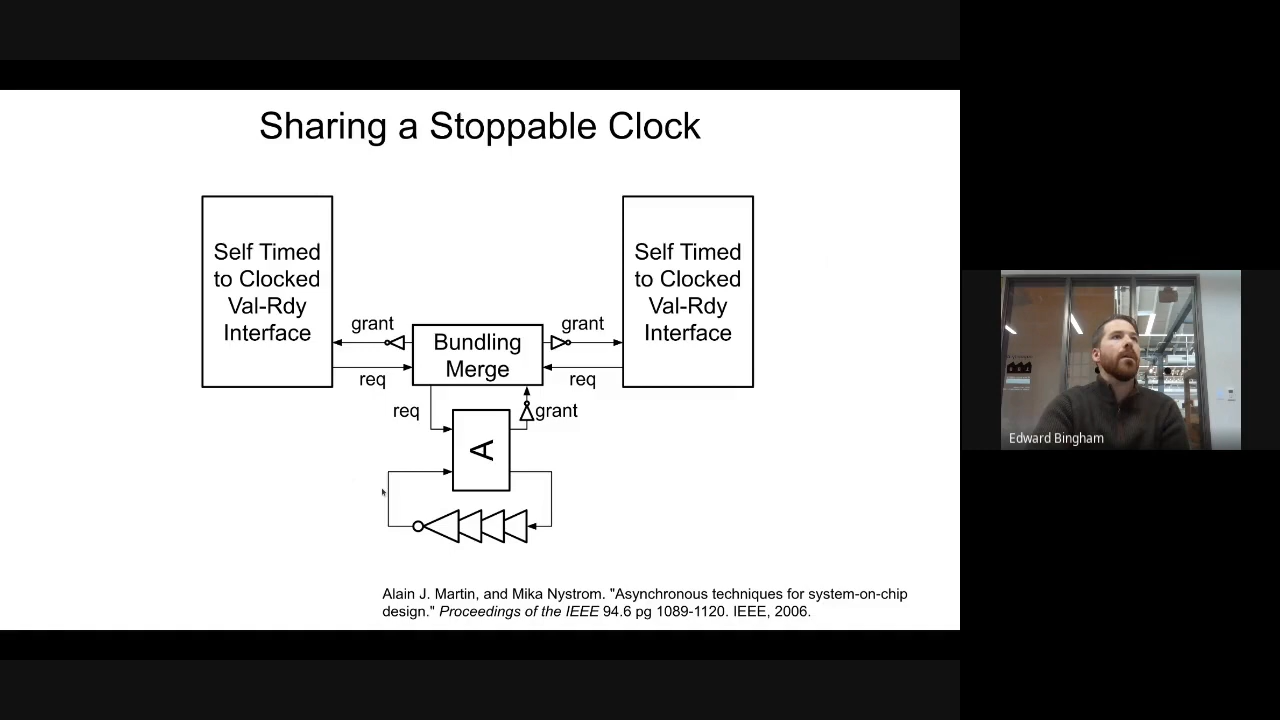 Sharing a Stoppable Clock
Self Timed
to Clocked
Val-Rdy
Interface
grant
req
Bundling
Merge
grant
req
Self Timed
to Clocked
Val-Rdy
Interface
req
grant
A
Edward Bingham
Alain J. Martin, and Mika Nystrom. "Asynchronous techniques for system-on-chip
design." Proceedings of the IEEE 94.6 pg 1089-1120. IEEE, 2006.